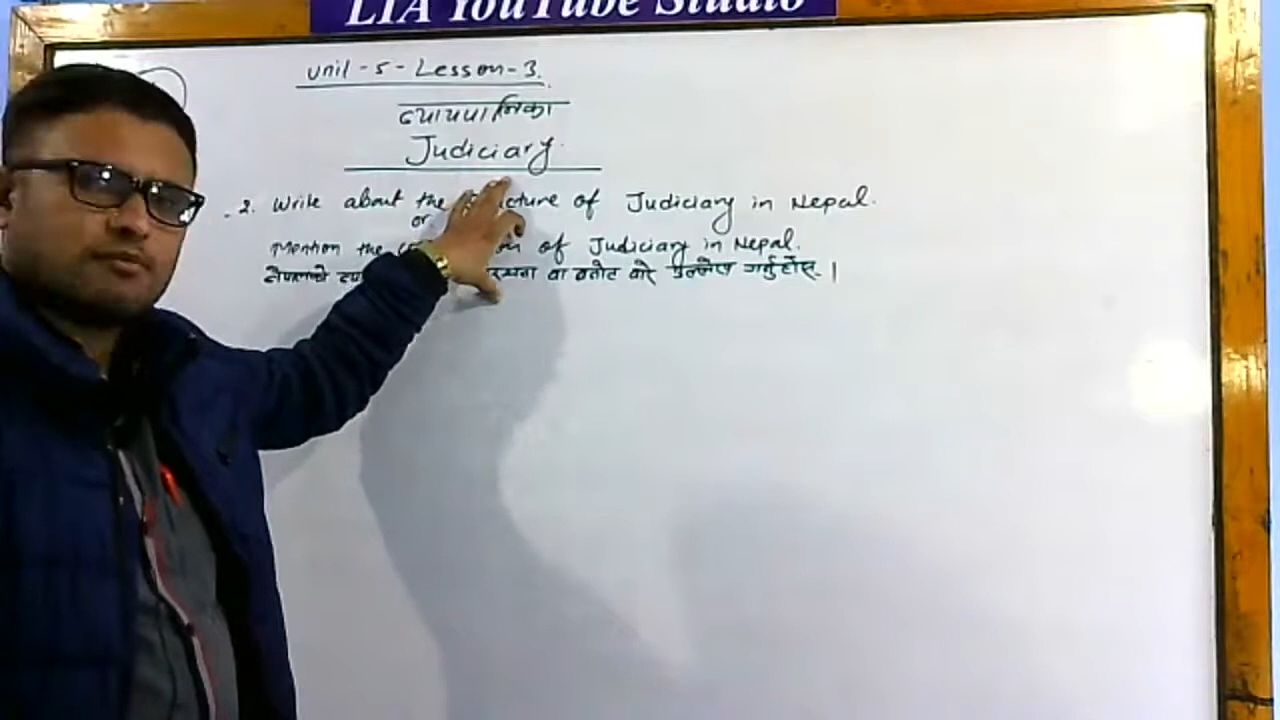 LIA YouTube Studio
Unit - 5 - Lesson - 3.
न्यायपालिका
Judiciary
2. Write about the structure of Judiciary in Nepal.
or
Mention the of Judiciary in Nepal.
नेपालको वा बनोट बारे उल्लेख गर्नुहोस् ।